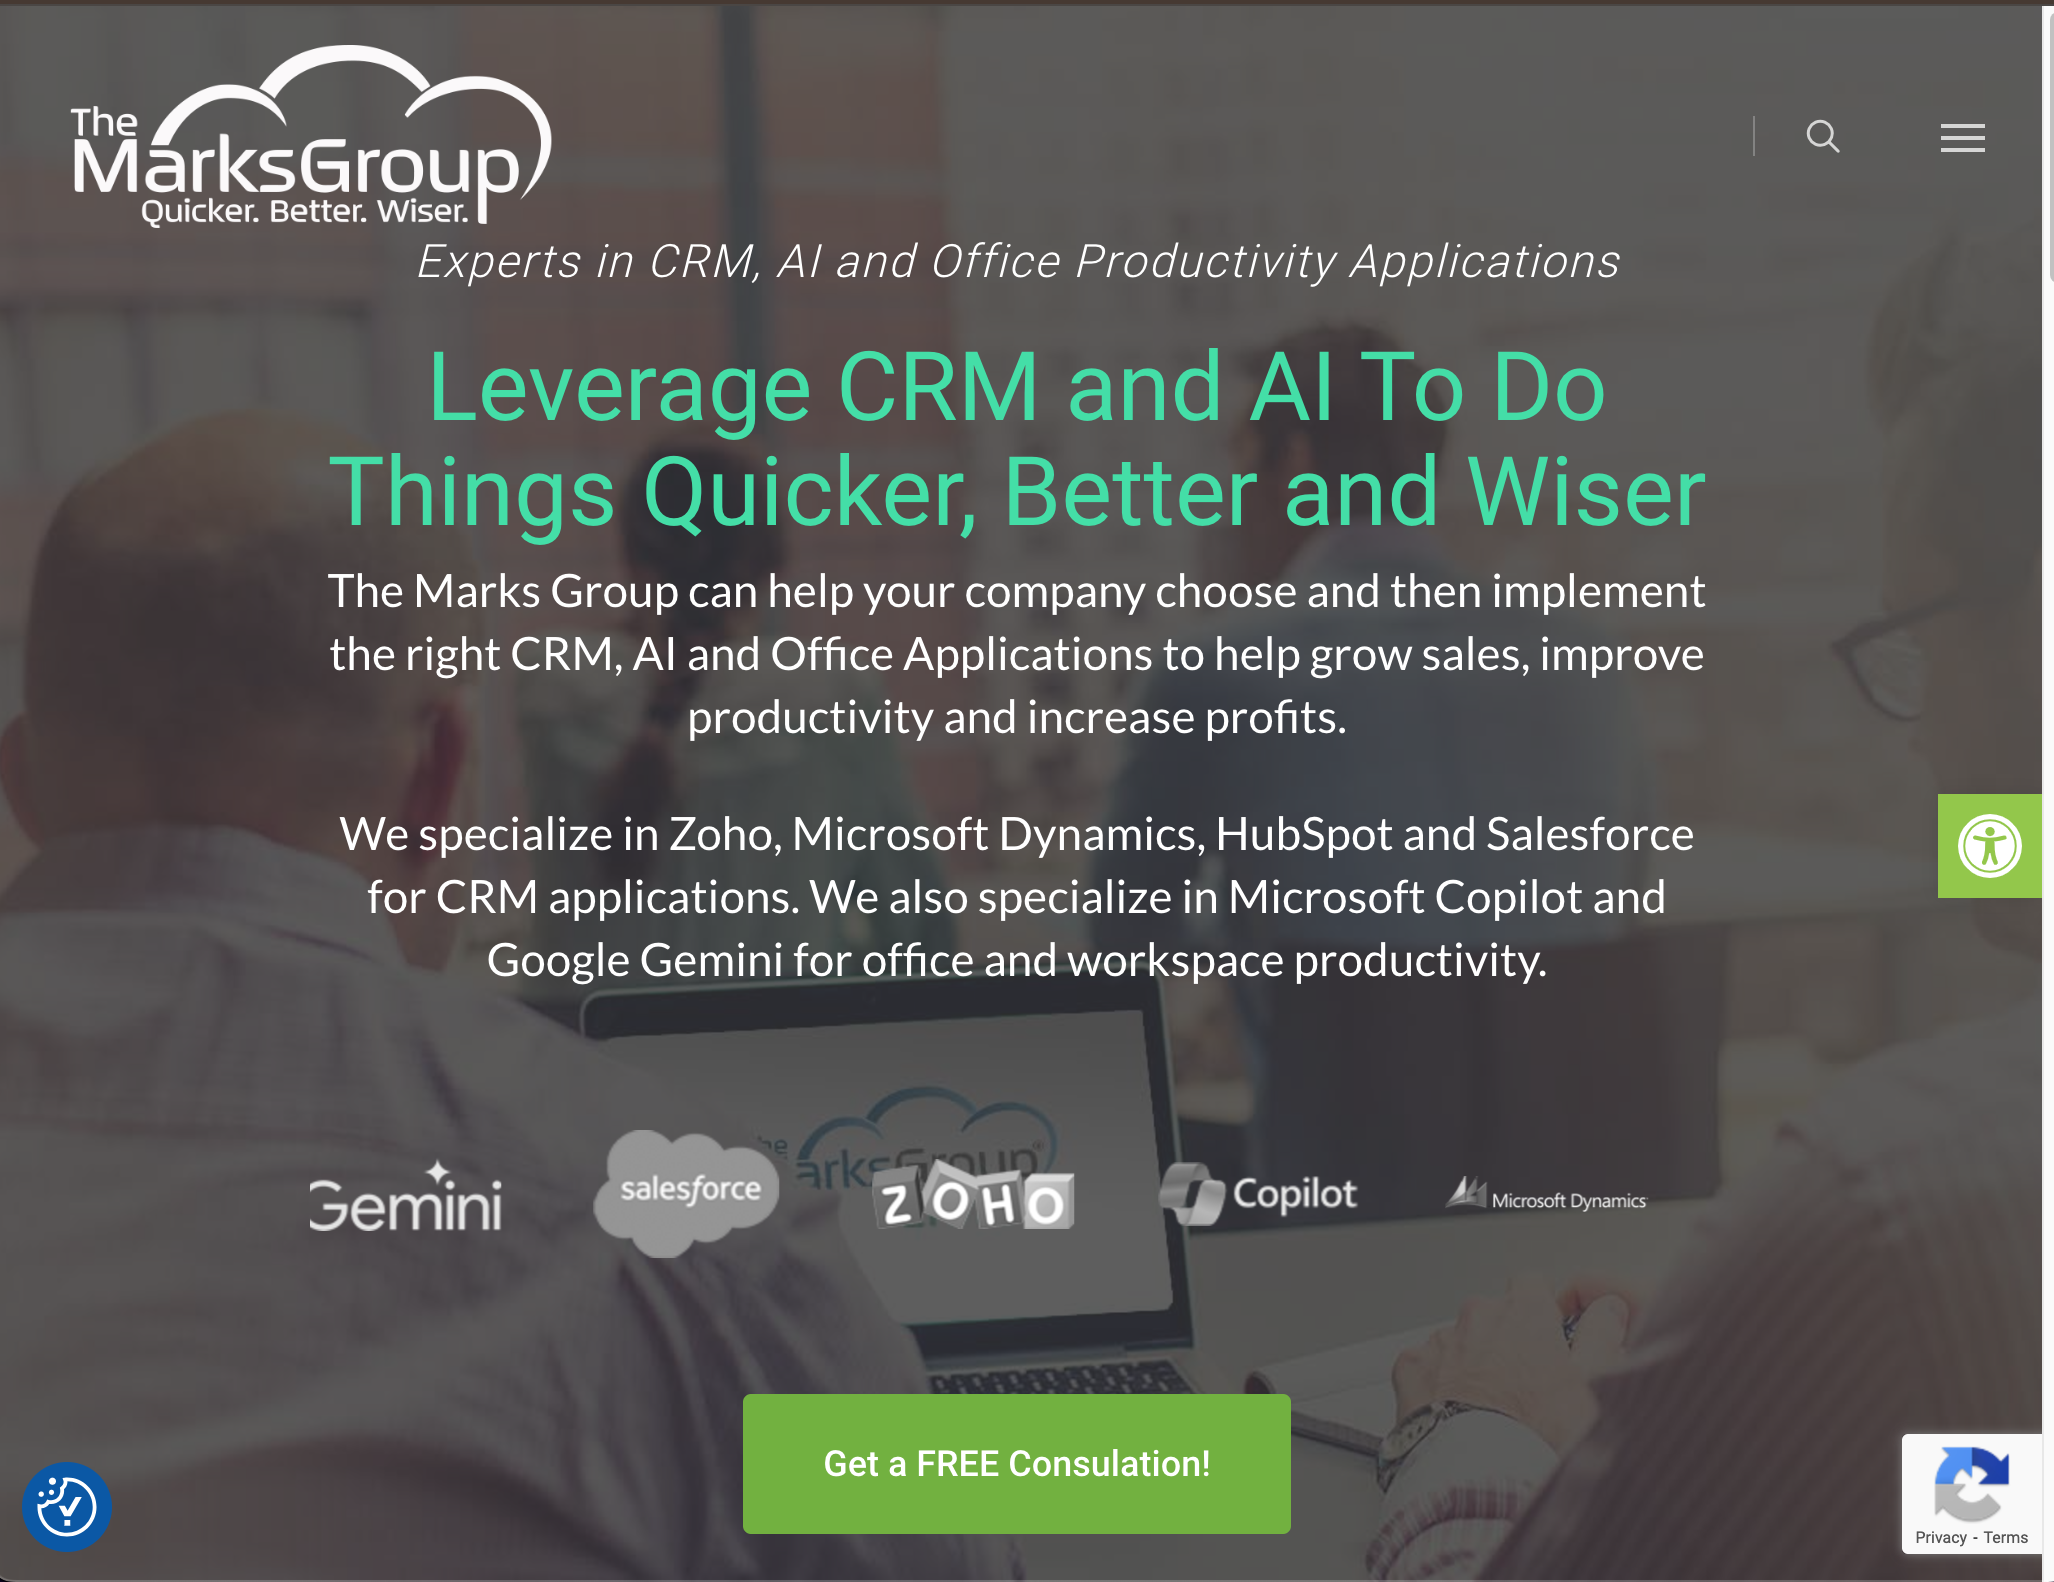 The
MarksGroup
Quicker. Better. Wiser.
Experts in CRM, AI and Office Productivity Applications
Leverage CRM and AI To Do
Things Quicker, Better and Wiser
The Marks Group can help your company choose and then implement
the right CRM, AI and Office Applications to help grow sales, improve
productivity and increase profits.
We specialize in Zoho, Microsoft Dynamics, HubSpot and Salesforce
for CRM applications. We also specialize in Microsoft Copilot and
Google Gemini for office and workspace productivity.
he
arksGroup®
Gemini
salesforce
ZOHO
Copilot
Microsoft Dynamics
Get a FREE Consulation!
Privacy - Terms